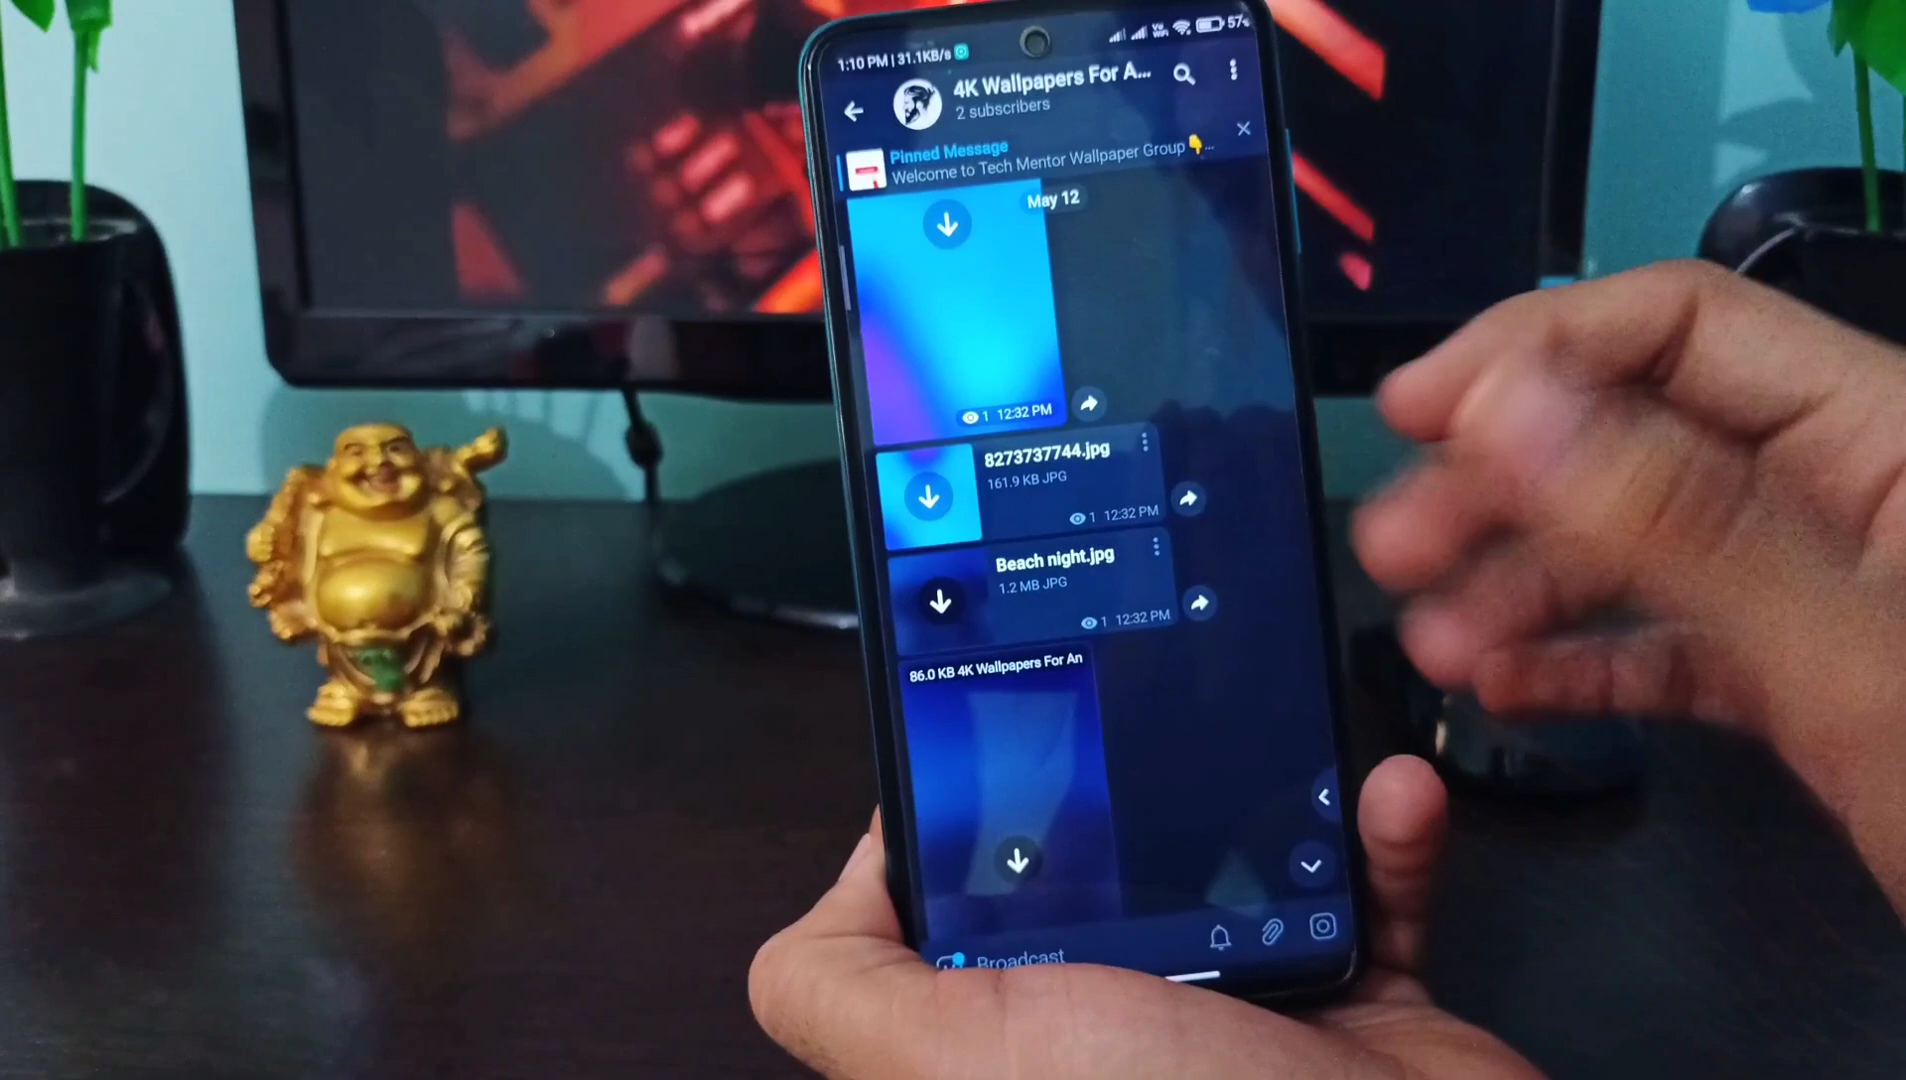 1:10 PM | 31.1KB/s
57
4K Wallpapers For A...
2 subscribers
Pinned Message
Welcome to Tech Mentor Wallpaper Group👇...
May 12
1 12:32 PM
8273737744.jpg
161.9 KB JPG
1 12:32 PM
Beach night.jpg
1.2 MB JPG
1 12:32 PM
86.0 KB 4K Wallpapers For An
Broadcast